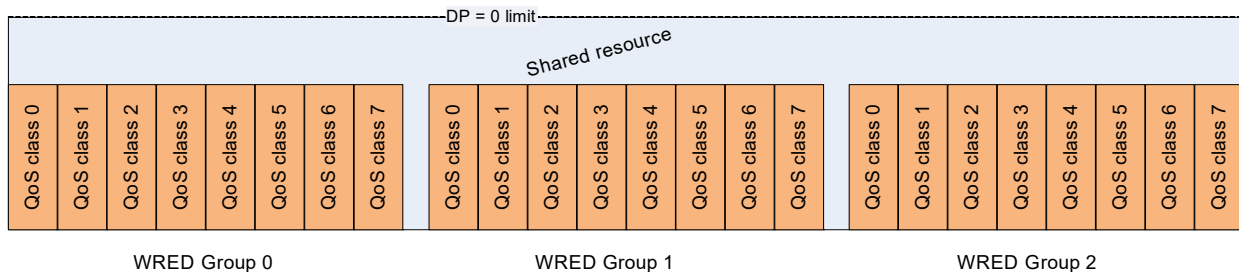 DP = 0 limit
Shared resource
QoS class 0
QoS class 1
QoS class 2
QoS class 3
QoS class 4
QoS class 5
QoS class 6
QoS class 7
QoS class 0
QoS class 1
QoS class 2
QoS class 3
QoS class 4
QoS class 5
QoS class 6
QoS class 7
QoS class 0
QoS class 1
QoS class 2
QoS class 3
QoS class 4
QoS class 5
QoS class 6
QoS class 7
WRED Group 0
WRED Group 1
WRED Group 2